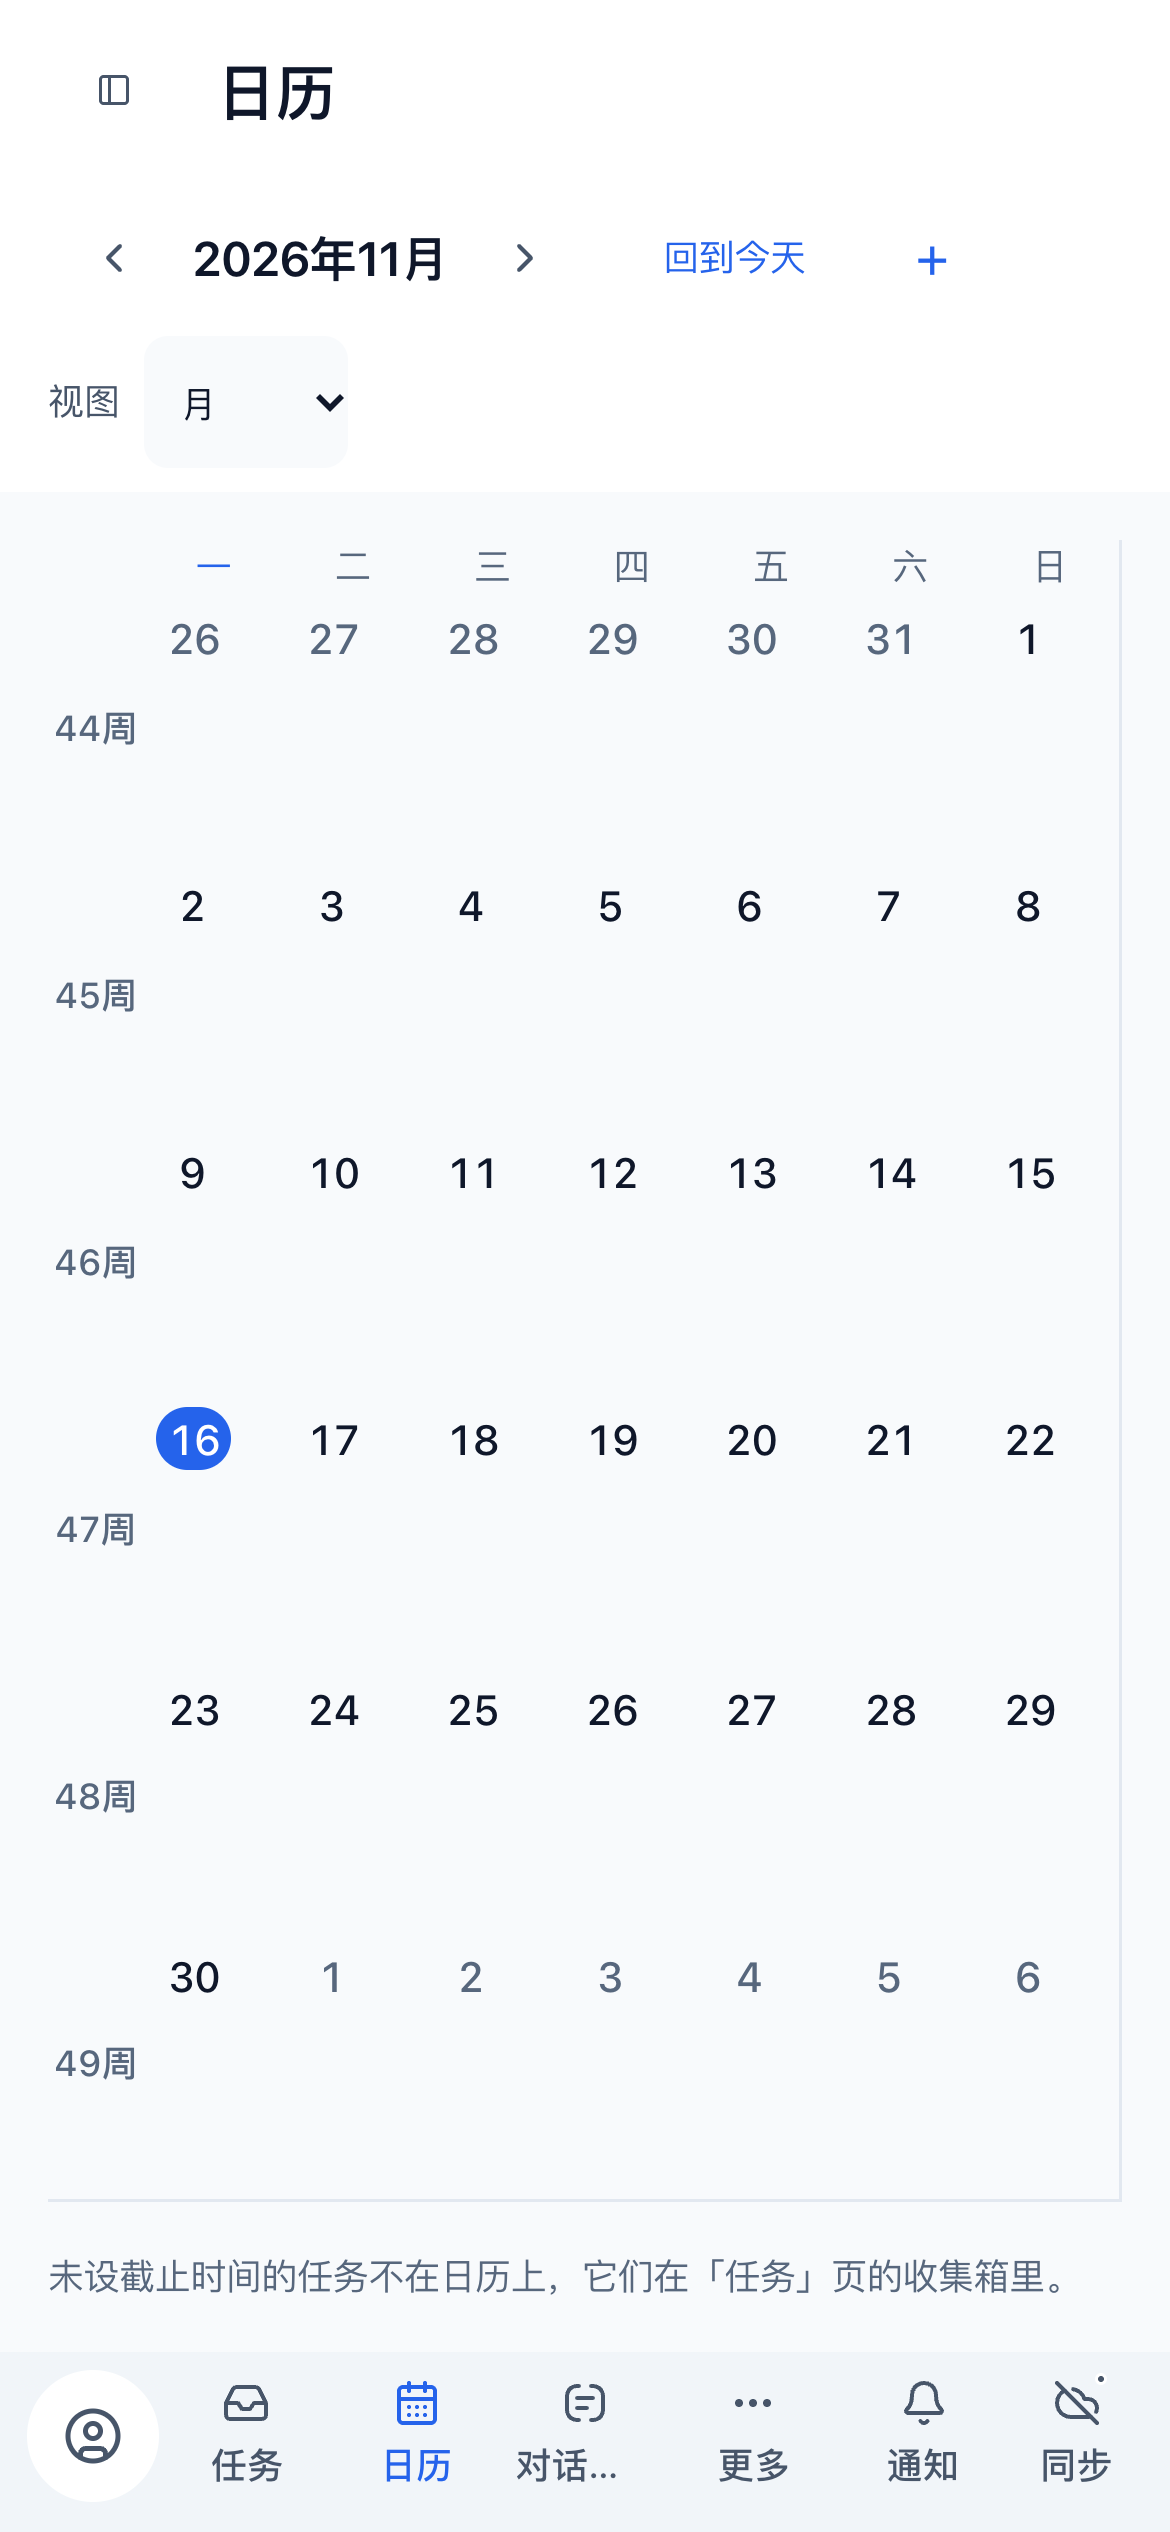 日历
2026年11月 回到今天 +
视图 月
一 二 三 四 五 六 日
26 27 28 29 30 31 1
44周
2 3 4 5 6 7 8
45周
9 10 11 12 13 14 15
46周
16 17 18 19 20 21 22
47周
23 24 25 26 27 28 29
48周
30 1 2 3 4 5 6
49周
未设截止时间的任务不在日历上，它们在「任务」页的收集箱里。
任务 日历 对话... 更多 通知 同步